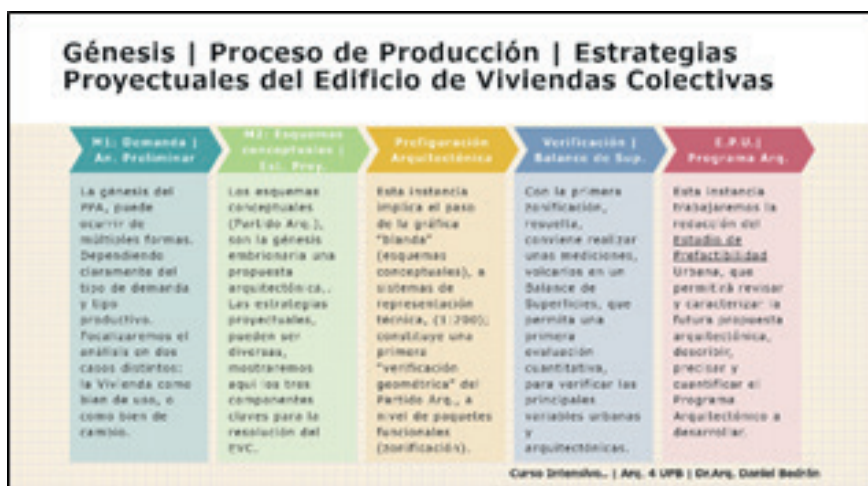 Génesis | Proceso de Producción | Estrategias
Proyectuales del Edificio de Viviendas Colectivas
M1: Demanda |
An. Preliminar
La génesis del
PPA, puede
ocurrir de
múltiples formas.
Dependiendo
claramente del
tipo de demanda
y tipo
productivo.
Focalizaremos el
análisis en dos
casos distintos:
la Vivienda como
bien de uso, o
como bien de
cambio.
M2: Esquemas
conceptuales |
Est. Proy.
Los esquemas
conceptuales
(Partido Arq.),
son la génesis
embrionaria una
propuesta
arquitectónica..
Las estrategias
proyectuales,
pueden ser
diversas,
mostraremos
aquí los tres
componentes
claves para la
resolución del
EVC.
Prefiguración
Arquitectónica
Esta instancia
implica el paso
de la gráfica
"blanda"
(esquemas
conceptuales), a
sistemas de
representación
técnica, (1:200);
constituye una
primera
"verificación
geométrica" del
Partido Arq., a
nivel de paquetes
funcionales
(zonificación).
Verificación |
Balance de Sup.
Con la primera
zonificación,
resuelta,
conviene realizar
unas mediciones,
volcarlos en un
Balance de
Superficies, que
permita una
primera
evaluación
cuantitativa,
para verificar las
principales
variables urbanas
y
arquitectónicas.
E.P.U.|
Programa Arq.
Esta instancia
trabajaremos la
redacción del
Estudio de
Prefactibilidad
Urbana, que
permitirá revisar
y caracterizar la
futura propuesta
arquitectónica,
describir,
precisar y
cuantificar el
Programa
Arquitectónico a
desarrollar.
Curso Intensivo.. | Arq. 4 UPB | Dr.Arq. Daniel Bedrán